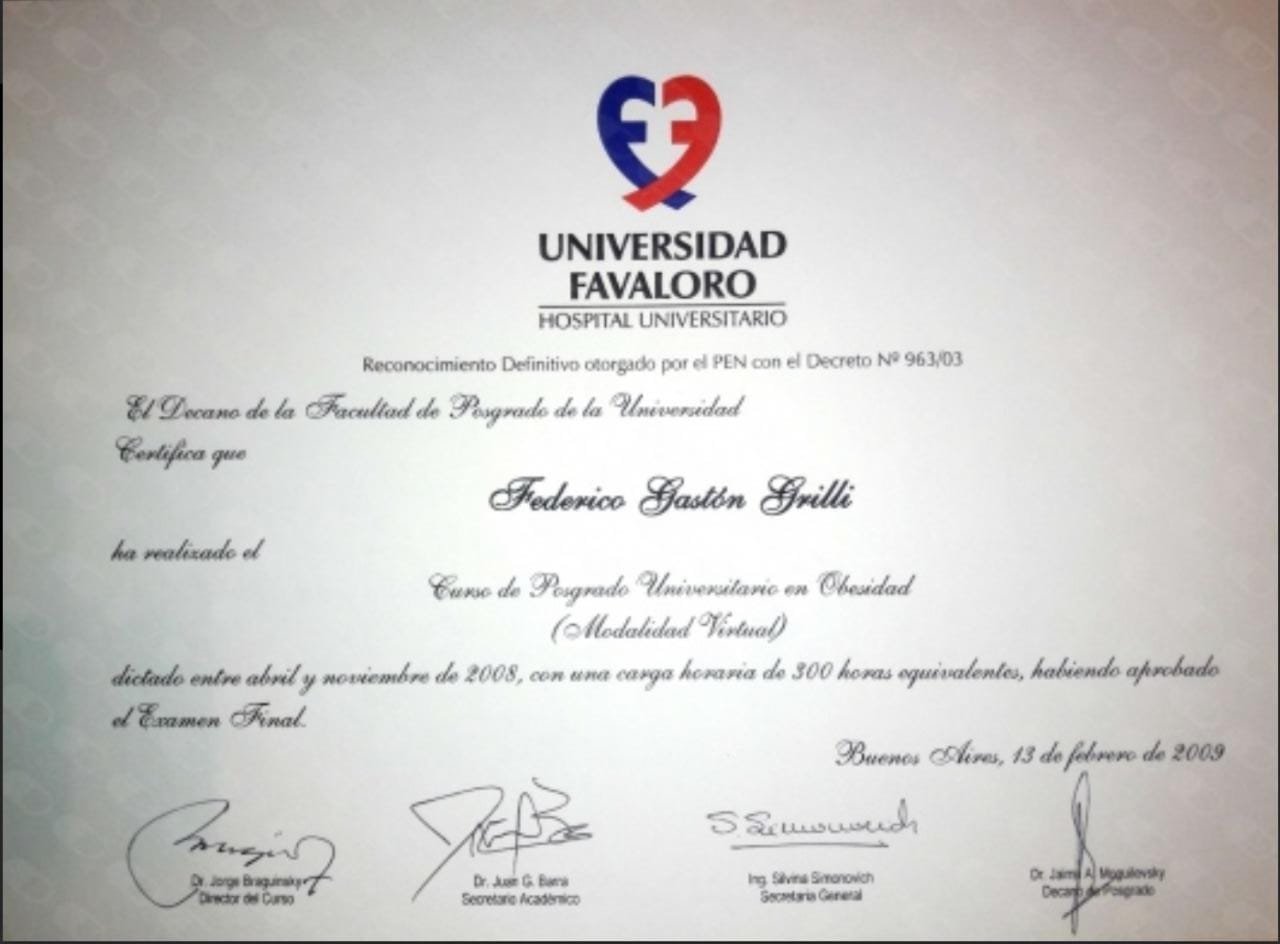 UNIVERSIDAD
FAVALORO
HOSPITAL UNIVERSITARIO
Reconocimiento Definitivo otorgado por el PEN con el Decreto Nº 963/03
El Decano de la Facultad de Posgrado de la Universidad
Certifica que
Federico Gastón Grilli
ha realizado el
Curso de Posgrado Universitario en Obesidad
(Modalidad Virtual)
dictado entre abril y noviembre de 2008, con una carga horaria de 300 horas equivalentes, habiendo aprobado
el Examen Final.
Buenos Aires, 13 de febrero de 2009
S. Simonovich
Dr. Jorge Braguinsky
Director del Curso
Dr. Juan G. Barra
Secretario Académico
Ing. Silvina Simonovich
Secretaria General
Dr. Jaime A. Moguilevsky
Decano de Posgrado